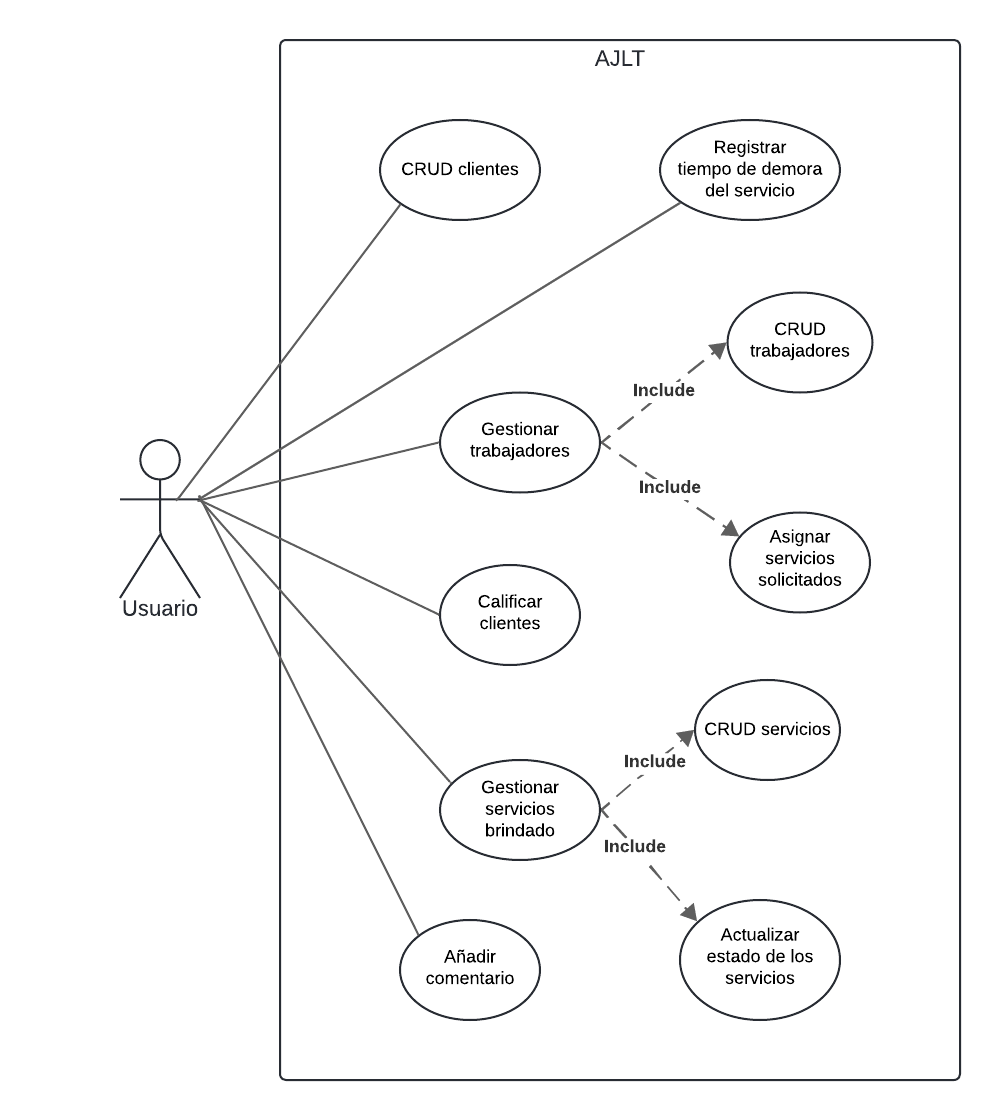 AJLT
CRUD clientes
Registrar
tiempo de demora
del servicio
CRUD
trabajadores
Include
Gestionar
trabajadores
Include
Asignar
servicios
solicitados
Usuario
Calificar
clientes
CRUD servicios
Include
Gestionar
servicios
brindado
Include
Actualizar
estado de los
servicios
Añadir
comentario